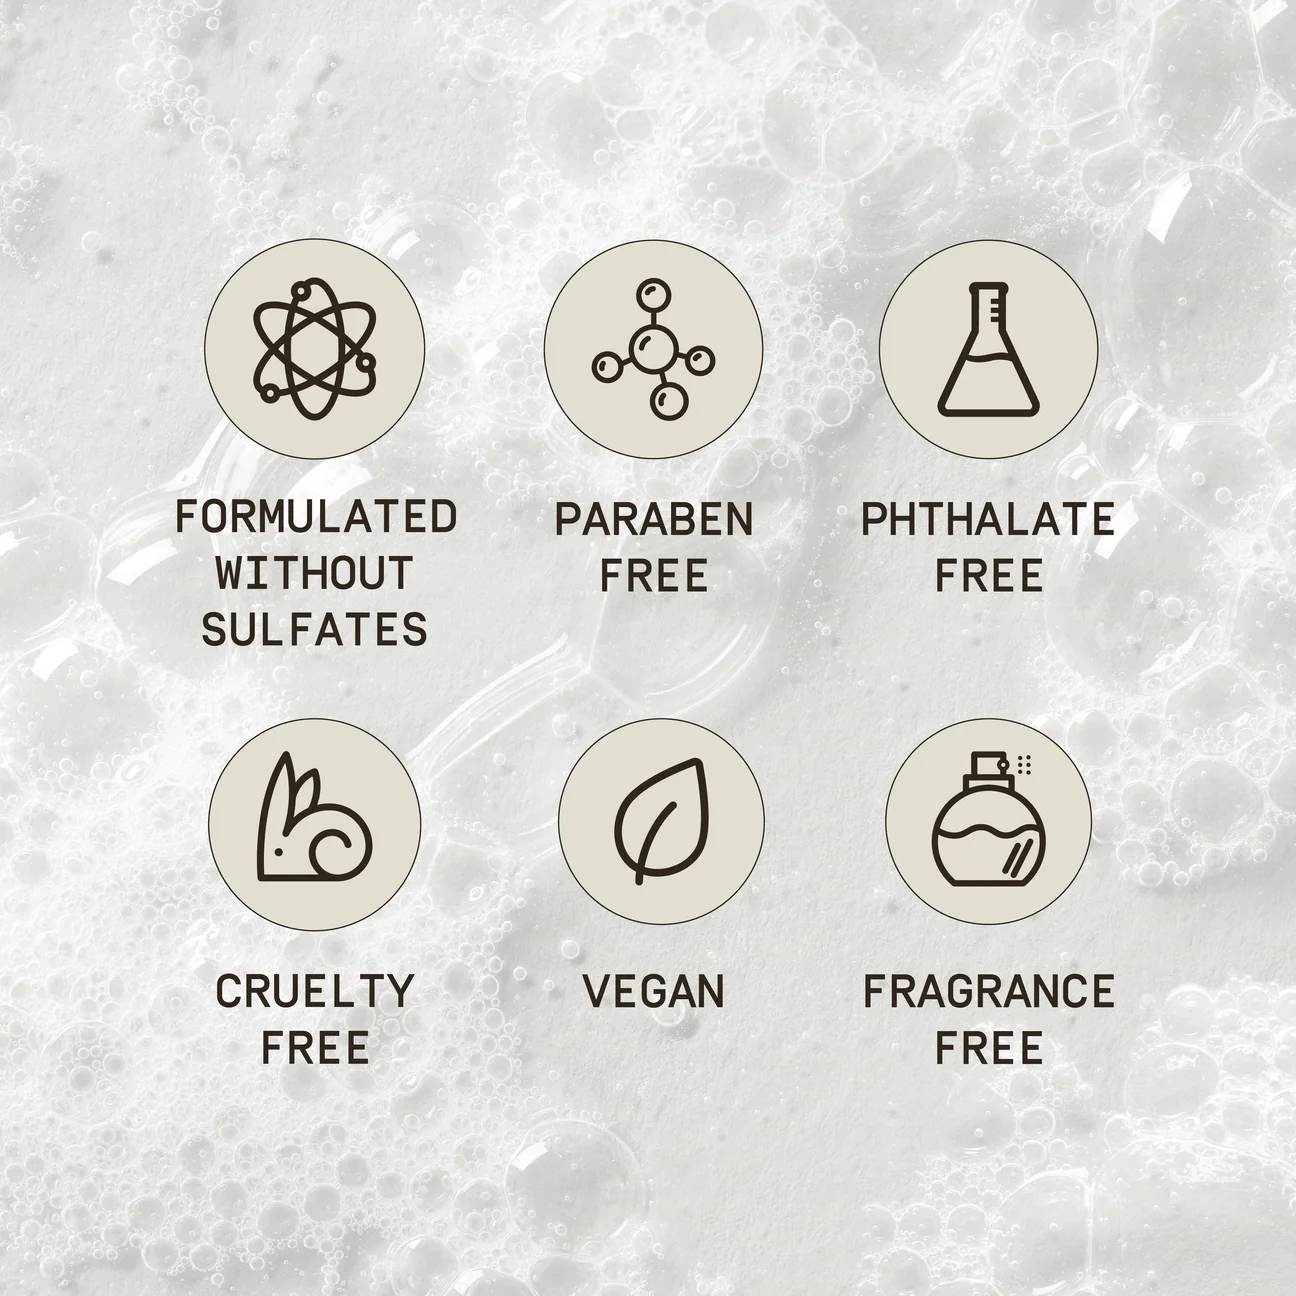 FORMULATED
WITHOUT
SULFATES
PARABEN
FREE
PHTHALATE
FREE
CRUELTY
FREE
VEGAN
FRAGRANCE
FREE